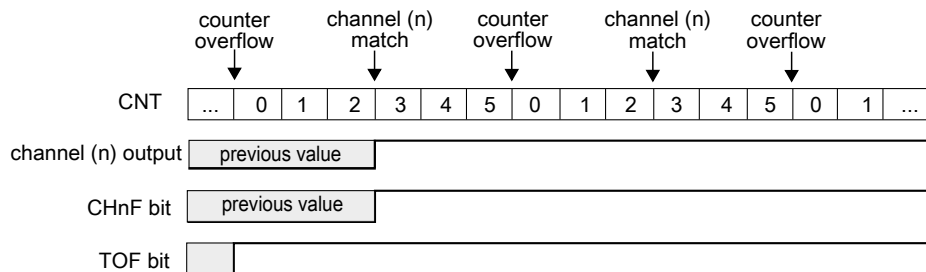 counter overflow
channel (n) match
counter overflow
channel (n) match
counter overflow
CNT ... 0 1 2 3 4 5 0 1 2 3 4 5 0 1 ...
channel (n) output previous value
CHnF bit previous value
TOF bit